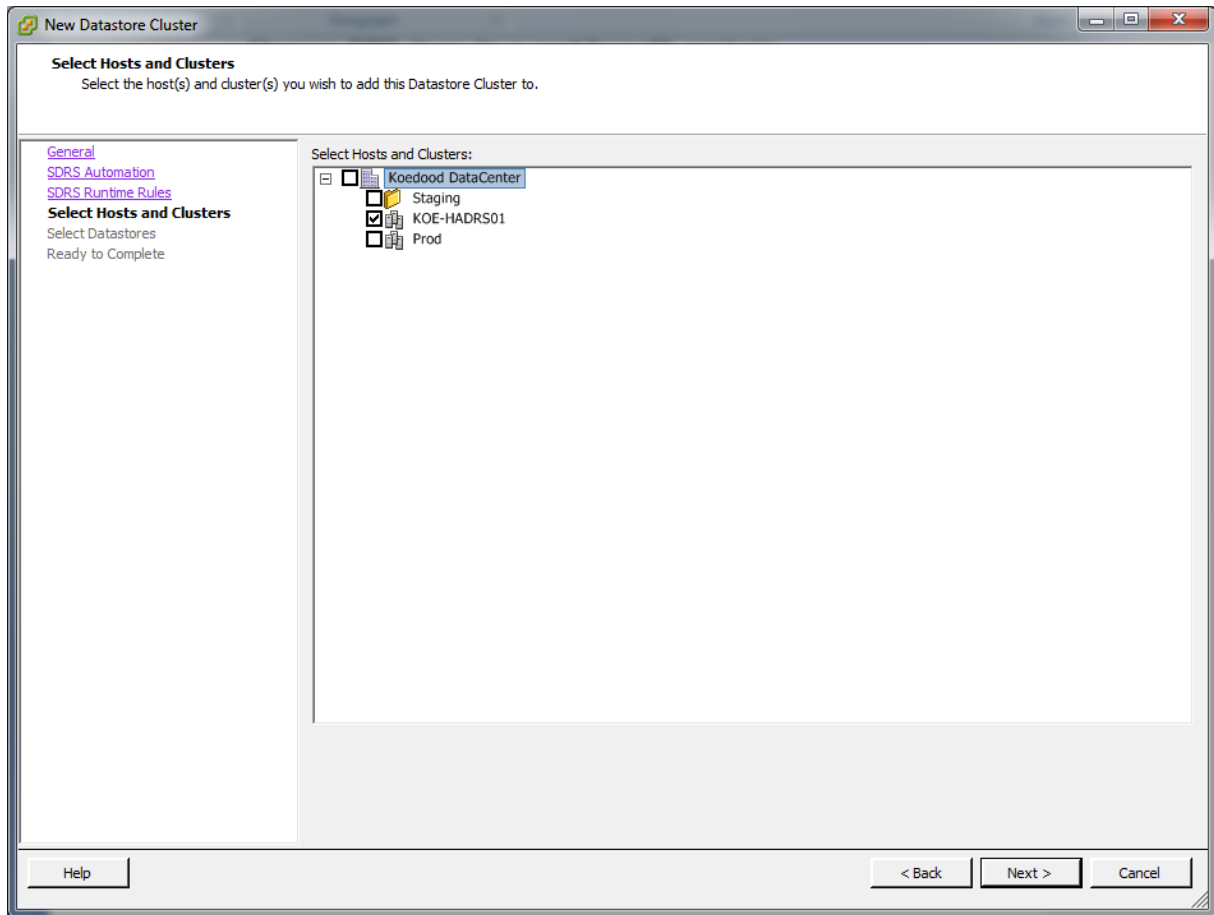 New Datastore Cluster
Select Hosts and Clusters
Select the host(s) and cluster(s) you wish to add this Datastore Cluster to.
General
SDRS Automation
SDRS Runtime Rules
Select Hosts and Clusters
Select Datastores
Ready to Complete
Select Hosts and Clusters:
Koedood DataCenter
Staging
KOE-HADRS01
Prod
Help
< Back
Next >
Cancel